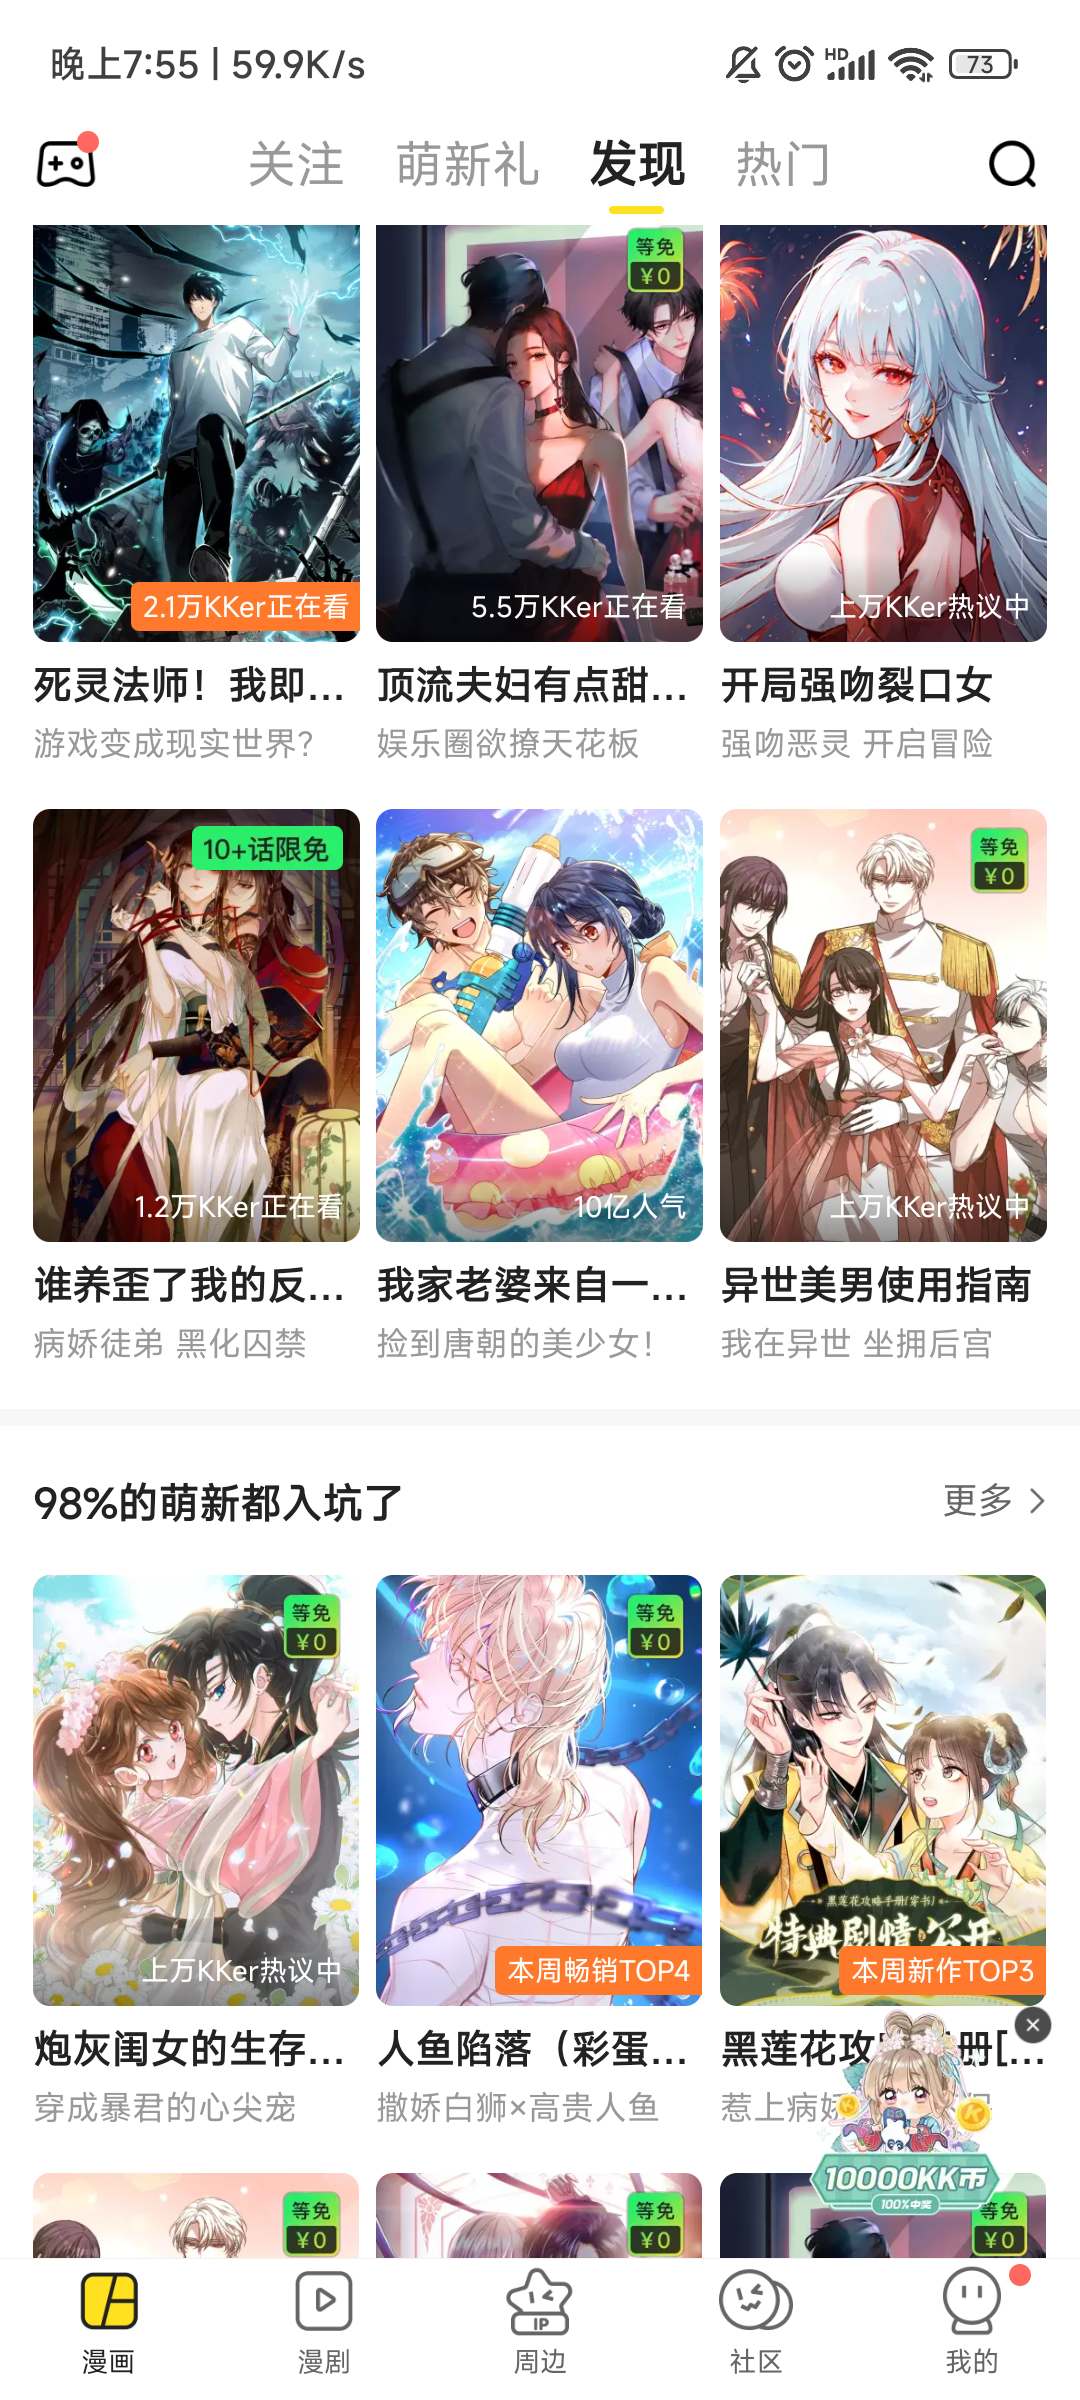 晚上7:55 | 59.9K/s
HD
73
关注 萌新礼 发现 热门
等免
¥0
2.1万KKer正在看
5.5万KKer正在看
上万KKer热议中
死灵法师！我即...
顶流夫妇有点甜...
开局强吻裂口女
游戏变成现实世界？
娱乐圈欲撩天花板
强吻恶灵 开启冒险
10+话限免
等免
¥0
1.2万KKer正在看
10亿人气
上万KKer热议中
谁养歪了我的反...
我家老婆来自一...
异世美男使用指南
病娇徒弟 黑化囚禁
捡到唐朝的美少女！
我在异世 坐拥后宫
98%的萌新都入坑了
更多
等免
¥0
等免
¥0
黑莲花攻略手册[穿书]
特典剧情公开
上万KKer热议中
本周畅销TOP4
本周新作TOP3
炮灰闺女的生存...
人鱼陷落（彩蛋...
黑莲花攻 册[...
穿成暴君的心尖宠
撒娇白狮×高贵人鱼
惹上病娇
10000KK币
100%中奖
等免
¥0
等免
¥0
等免
¥0
IP
漫画
漫剧
周边
社区
我的